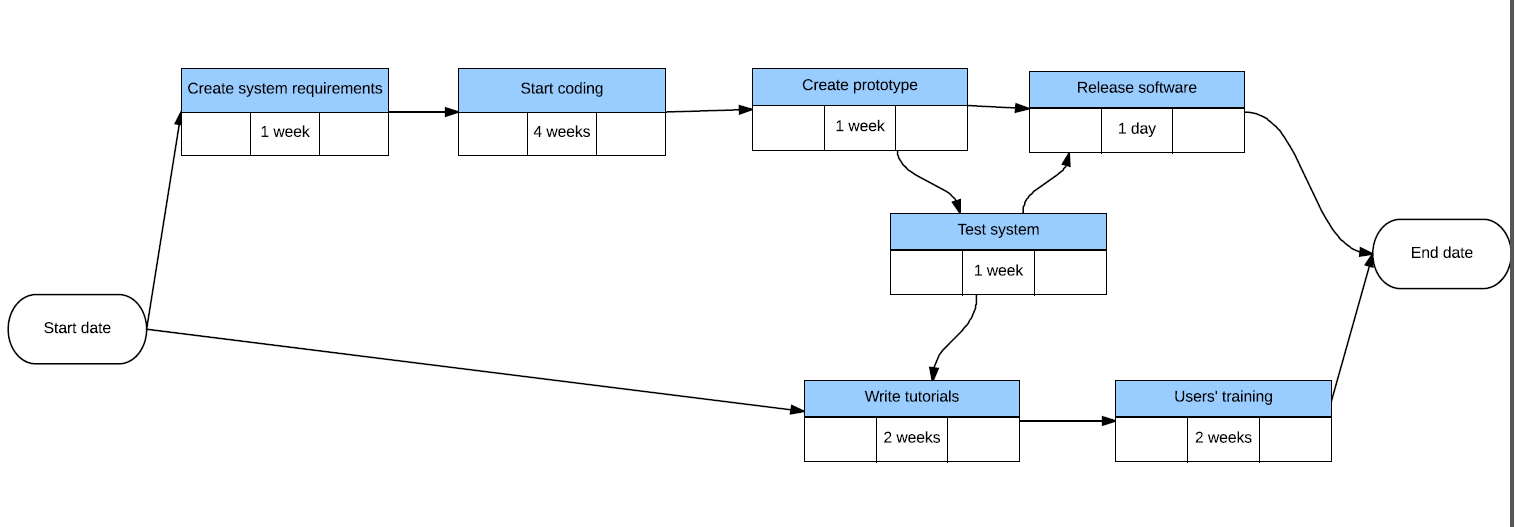 Create system requirements
1 week
Start coding
4 weeks
Create prototype
1 week
Release software
1 day
Test system
1 week
End date
Start date
Write tutorials
2 weeks
Users' training
2 weeks